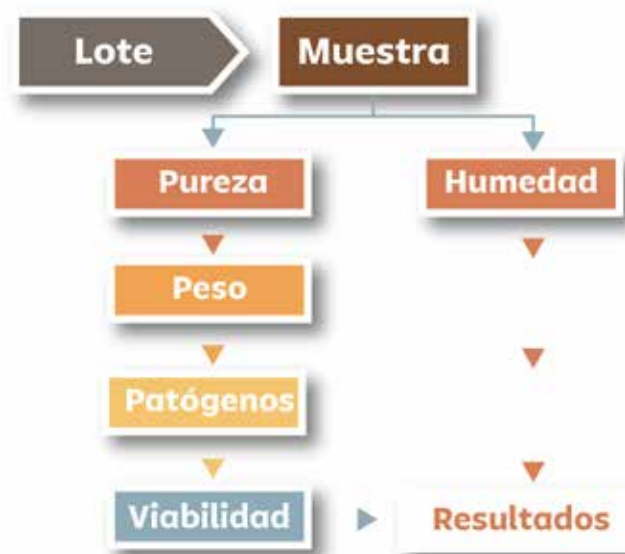 Lote
Muestra
Pureza
Humedad
Peso
Patógenos
Viabilidad
Resultados